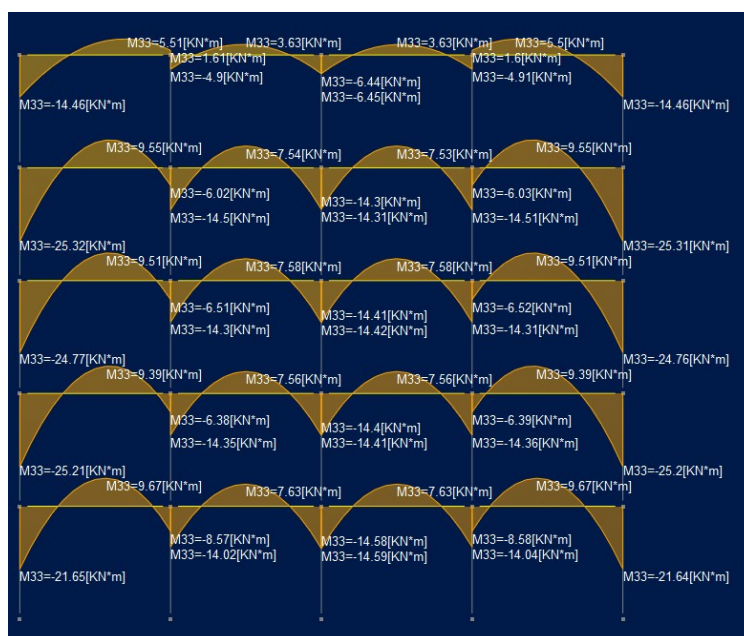 M33=5.51[KN*m] M33=3.63[KN*m] M33=3.63[KN*m] M33=5.5[KN*m]
M33=1.61[KN*m] M33=1.6[KN*m]
M33=-4.9[KN*m] M33=-6.44[KN*m] M33=-4.91[KN*m]
M33=-14.46[KN*m] M33=-6.45[KN*m] M33=-14.46[KN*m]
M33=9.55[KN*m] M33=7.54[KN*m] M33=7.53[KN*m] M33=9.55[KN*m]
M33=-6.02[KN*m] M33=-14.3[KN*m] M33=-6.03[KN*m]
M33=-14.5[KN*m] M33=-14.31[KN*m] M33=-14.51[KN*m]
M33=-25.32[KN*m] M33=-25.31[KN*m]
M33=9.51[KN*m] M33=7.58[KN*m] M33=7.58[KN*m] M33=9.51[KN*m]
M33=-6.51[KN*m] M33=-14.41[KN*m] M33=-6.52[KN*m]
M33=-14.3[KN*m] M33=-14.42[KN*m] M33=-14.31[KN*m]
M33=-24.77[KN*m] M33=-24.76[KN*m]
M33=9.39[KN*m] M33=7.56[KN*m] M33=7.56[KN*m] M33=9.39[KN*m]
M33=-6.38[KN*m] M33=-14.4[KN*m] M33=-6.39[KN*m]
M33=-14.35[KN*m] M33=-14.41[KN*m] M33=-14.36[KN*m]
M33=-25.21[KN*m] M33=-25.2[KN*m]
M33=9.67[KN*m] M33=7.63[KN*m] M33=7.63[KN*m] M33=9.67[KN*m]
M33=-8.57[KN*m] M33=-14.58[KN*m] M33=-8.58[KN*m]
M33=-14.02[KN*m] M33=-14.59[KN*m] M33=-14.04[KN*m]
M33=-21.65[KN*m] M33=-21.64[KN*m]